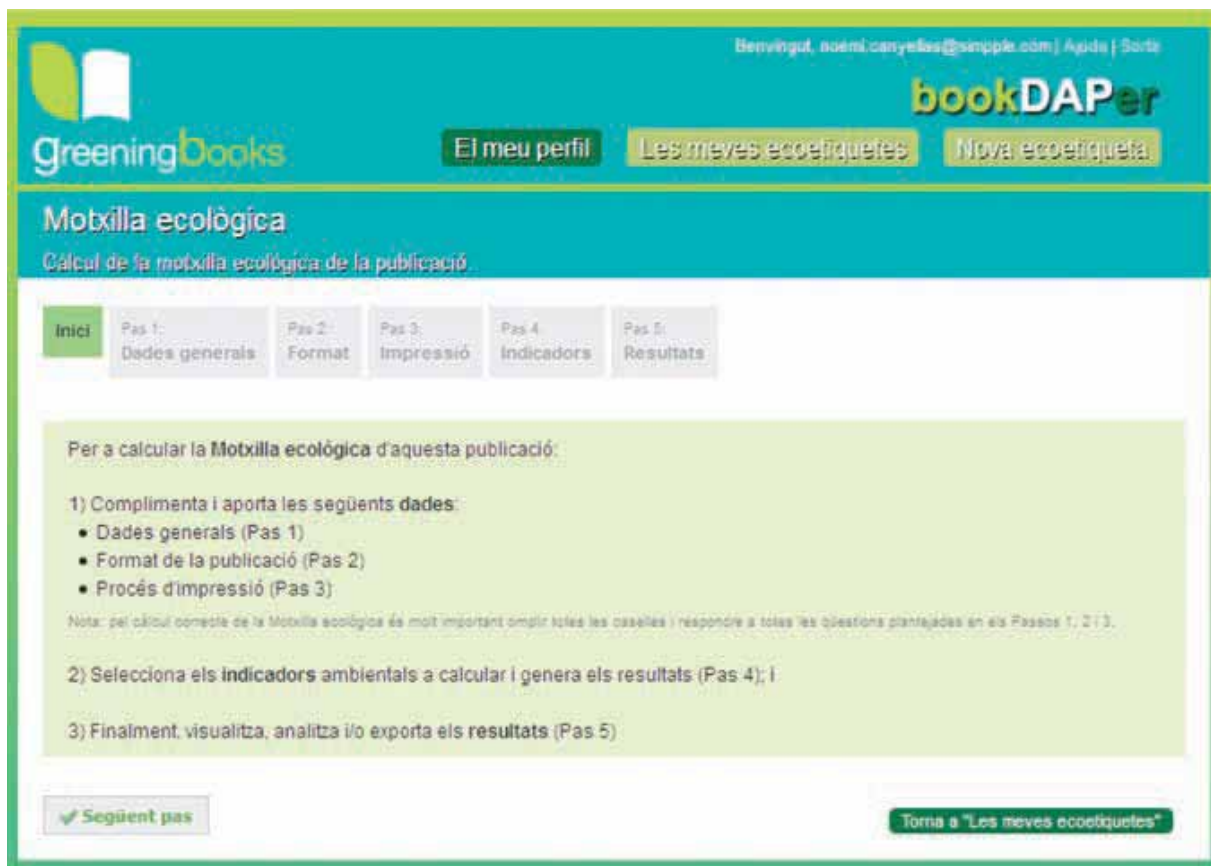 Benvingut, noemi.canyellas@simpple.com | Ajuda | Sortir
bookDAPer
greeningbooks
El meu perfil
Les meves ecoetiquetes
Nova ecoetiqueta
Motxilla ecològica
Càlcul de la motxilla ecològica de la publicació.
Inici
Pas 1:
Dades generals
Pas 2:
Format
Pas 3:
Impressió
Pas 4:
Indicadors
Pas 5:
Resultats
Per a calcular la Motxilla ecológica d'aquesta publicació:
1) Complimenta i aporta les següents dades:
• Dades generals (Pas 1)
• Format de la publicació (Pas 2)
• Procés d'impressió (Pas 3)
Nota: pel càlcul correcte de la Motxilla ecològica és molt important omplir totes les caselles i respondre a totes les qüestions plantejades en els Passos 1, 2 i 3.
2) Selecciona els indicadors ambientals a calcular i genera els resultats (Pas 4); i
3) Finalment, visualitza, analitza i/o exporta els resultats (Pas 5)
Següent pas
Torna a "Les meves ecoetiquetes"